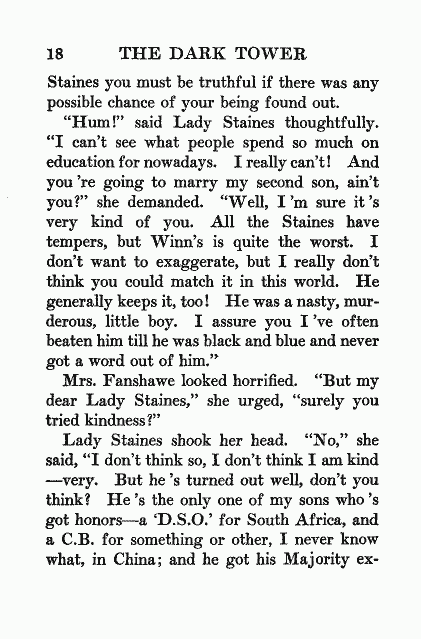 18 THE DARK TOWER
Staines you must be truthful if there was any
possible chance of your being found out.
"Hum!" said Lady Staines thoughtfully.
"I can't see what people spend so much on
education for nowadays. I really can't! And
you 're going to marry my second son, ain't
you?" she demanded. "Well, I 'm sure it 's
very kind of you. All the Staines have
tempers, but Winn's is quite the worst. I
don't want to exaggerate, but I really don't
think you could match it in this world. He
generally keeps it, too! He was a nasty, mur-
derous, little boy. I assure you I 've often
beaten him till he was black and blue and never
got a word out of him."
Mrs. Fanshawe looked horrified. "But my
dear Lady Staines," she urged, "surely you
tried kindness?"
Lady Staines shook her head. "No," she
said, "I don't think so, I don't think I am kind
—very. But he 's turned out well, don't you
think? He 's the only one of my sons who 's
got honors—a 'D.S.O.' for South Africa, and
a C.B. for something or other, I never know
what, in China; and he got his Majority ex-